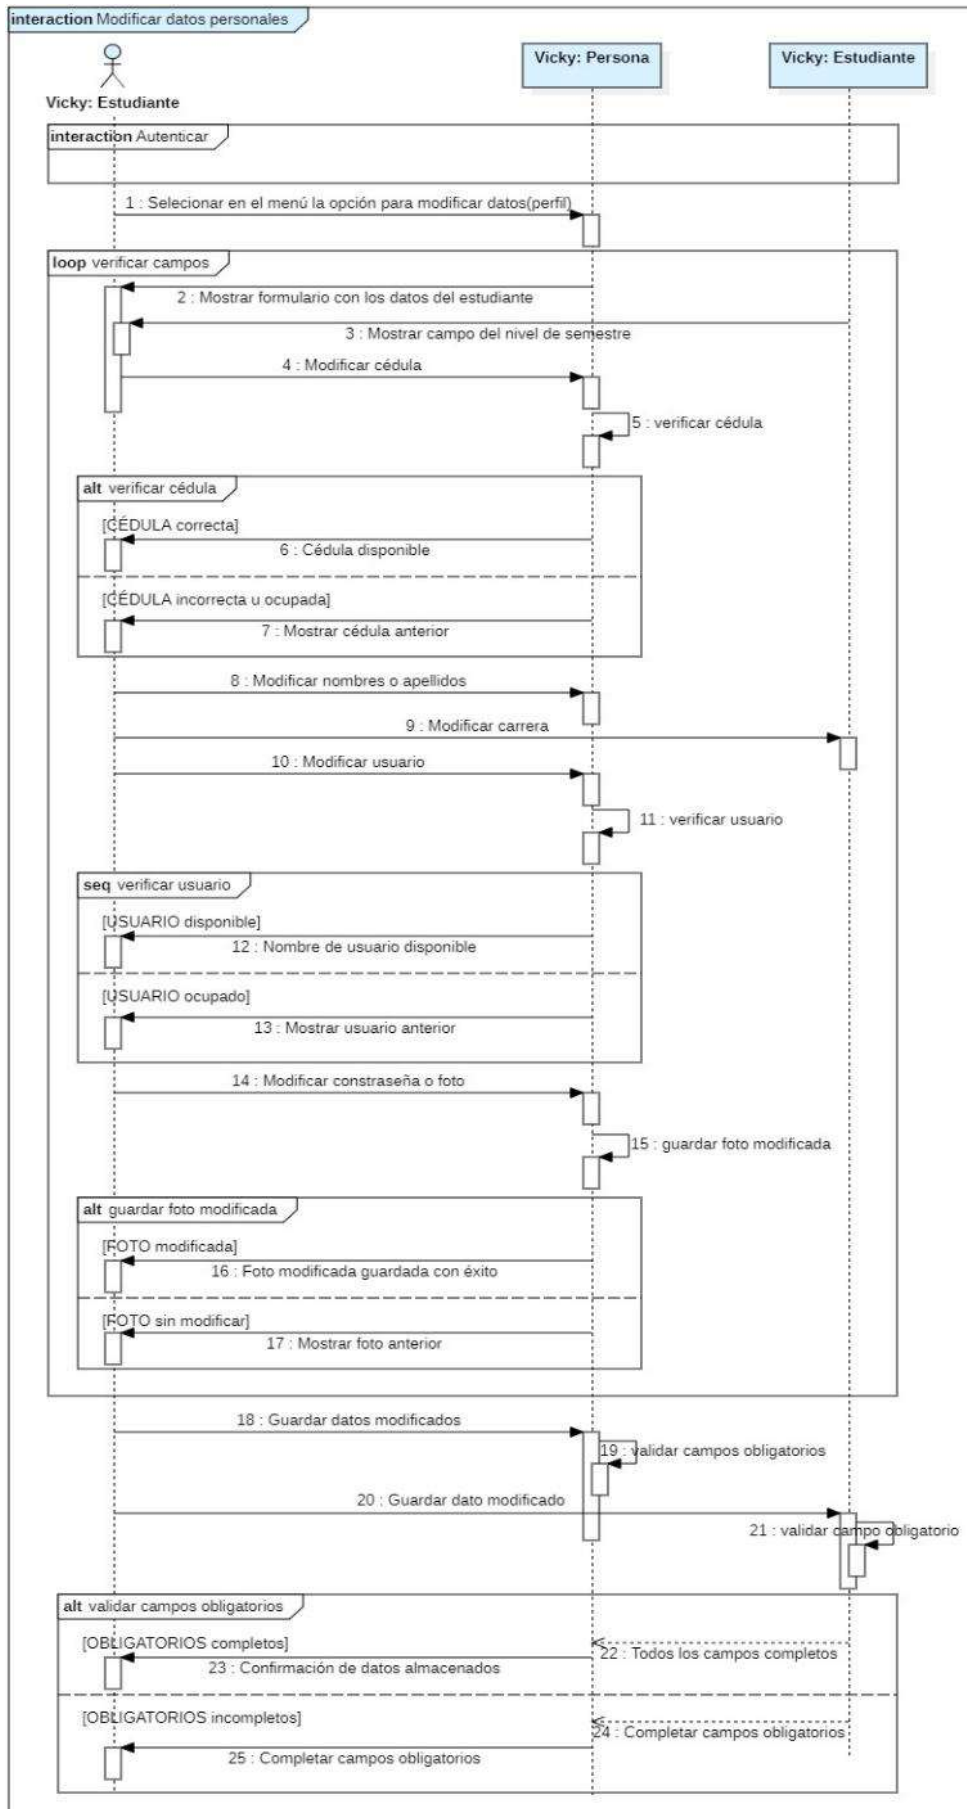 interaction Modificar datos personales
Vicky: Estudiante
Vicky: Persona
Vicky: Estudiante
interaction Autenticar
1 : Selecionar en el menú la opción para modificar datos(perfil)
loop verificar campos
2 : Mostrar formulario con los datos del estudiante
3 : Mostrar campo del nivel de semestre
4 : Modificar cédula
5 : verificar cédula
alt verificar cédula
[CÉDULA correcta]
6 : Cédula disponible
[CÉDULA incorrecta u ocupada]
7 : Mostrar cédula anterior
8 : Modificar nombres o apellidos
9 : Modificar carrera
10 : Modificar usuario
11 : verificar usuario
seq verificar usuario
[USUARIO disponible]
12 : Nombre de usuario disponible
[USUARIO ocupado]
13 : Mostrar usuario anterior
14 : Modificar constraseña o foto
15 : guardar foto modificada
alt guardar foto modificada
[FOTO modificada]
16 : Foto modificada guardada con éxito
[FOTO sin modificar]
17 : Mostrar foto anterior
18 : Guardar datos modificados
19 : validar campos obligatorios
20 : Guardar dato modificado
21 : validar campo obligatorio
alt validar campos obligatorios
[OBLIGATORIOS completos]
22 : Todos los campos completos
23 : Confirmación de datos almacenados
[OBLIGATORIOS incompletos]
24 : Completar campos obligatorios
25 : Completar campos obligatorios